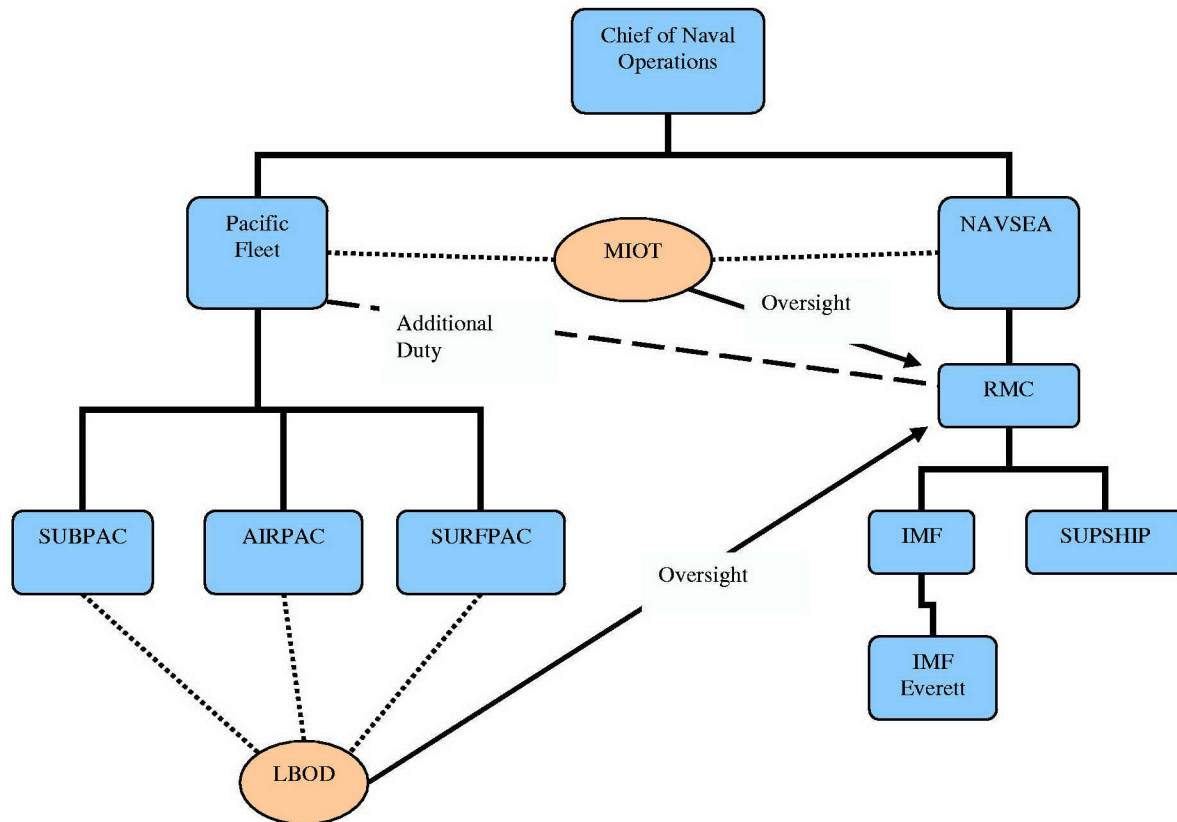 Chief of Naval
Operations
Pacific
Fleet
MIOT
NAVSEA
Oversight
Additional
Duty
RMC
SUBPAC
AIRPAC
SURFPAC
IMF
SUPSHIP
Oversight
IMF
Everett
LBOD